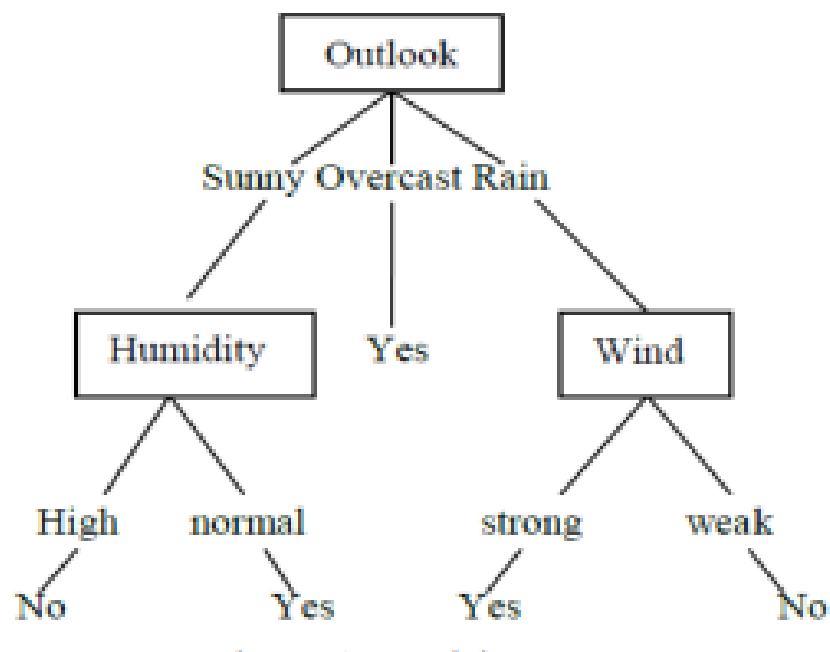 Outlook
Sunny Overcast Rain
Humidity Yes Wind
High normal strong weak
No Yes Yes No